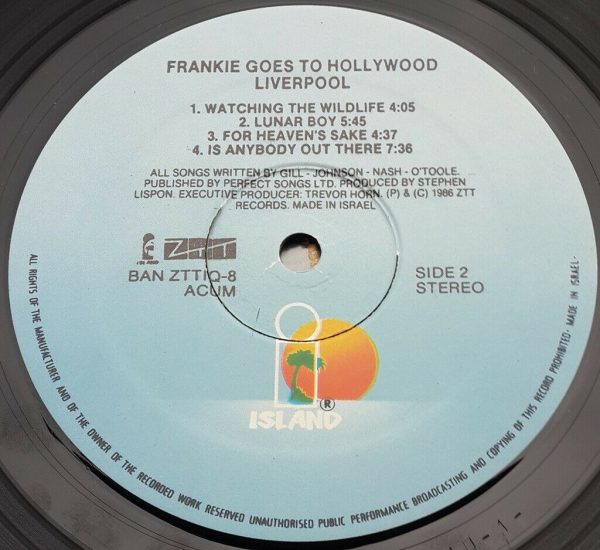 FRANKIE GOES TO HOLLYWOOD
LIVERPOOL
1. WATCHING THE WILDLIFE 4:05
2. LUNAR BOY 5:45
3. FOR HEAVEN'S SAKE 4:37
4. IS ANYBODY OUT THERE 7:36
ALL SONGS WRITTEN BY GILL - JOHNSON - NASH - O'TOOLE.
PUBLISHED BY PERFECT SONGS LTD. PRODUCED BY STEPHEN
LISPON. EXECUTIVE PRODUCER: TREVOR HORN. (P) & (C) 1986 ZTT
RECORDS. MADE IN ISRAEL
ISLAND
ZTT
BAN ZTTIQ-8
ACUM
SIDE 2
STEREO
ISLAND®
ALL RIGHTS OF THE MANUFACTURER AND OF THE OWNER OF THE RECORDED WORK RESERVED UNAUTHORISED PUBLIC PERFORMANCE BROADCASTING AND COPYING OF THIS RECORD PROHIBITED· MADE IN ISRAEL·